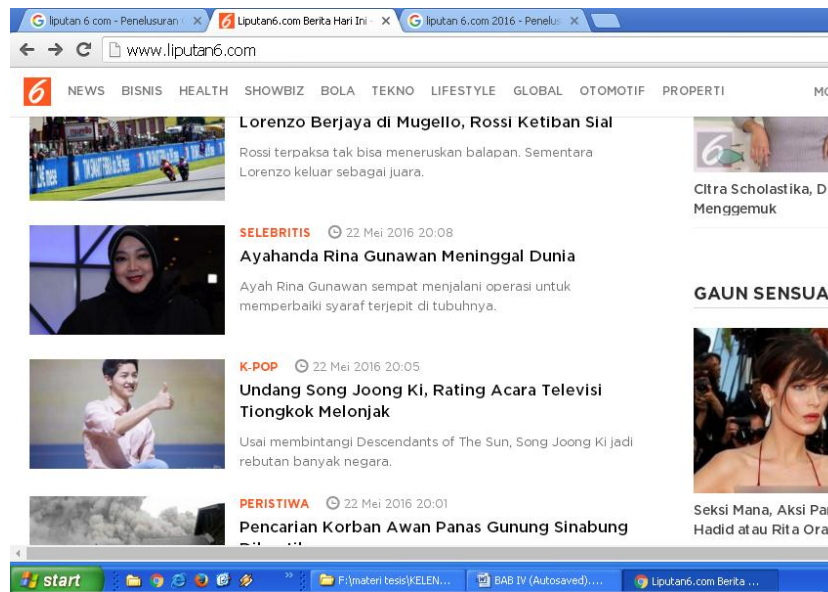 liputan 6 com - Penelusuran
Liputan6.com Berita Hari Ini
liputan 6.com 2016 - Penelus
www.liputan6.com
6 NEWS BISNIS HEALTH SHOWBIZ BOLA TEKNO LIFESTYLE GLOBAL OTOMOTIF PROPERTI
Lorenzo Berjaya di Mugello, Rossi Ketiban Sial
Rossi terpaksa tak bisa meneruskan balapan. Sementara
Lorenzo keluar sebagai juara.
SELEBRITIS 22 Mei 2016 20:08
Ayahanda Rina Gunawan Meninggal Dunia
Ayah Rina Gunawan sempat menjalani operasi untuk
memperbaiki syaraf terjepit di tubuhnya.
K-POP 22 Mei 2016 20:05
Undang Song Joong Ki, Rating Acara Televisi
Tiongkok Melonjak
Usai membintangi Descendants of The Sun, Song Joong Ki jadi
rebutan banyak negara.
PERISTIWA 22 Mei 2016 20:01
Pencarian Korban Awan Panas Gunung Sinabung
6
CItra Scholastika, D
Menggemuk
GAUN SENSUA
Seksi Mana, Aksi Pa
Hadid atau Rita Ora
start
F:\materi tesis\KELEN...
BAB IV (Autosaved)....
Liputan6.com Berita ...